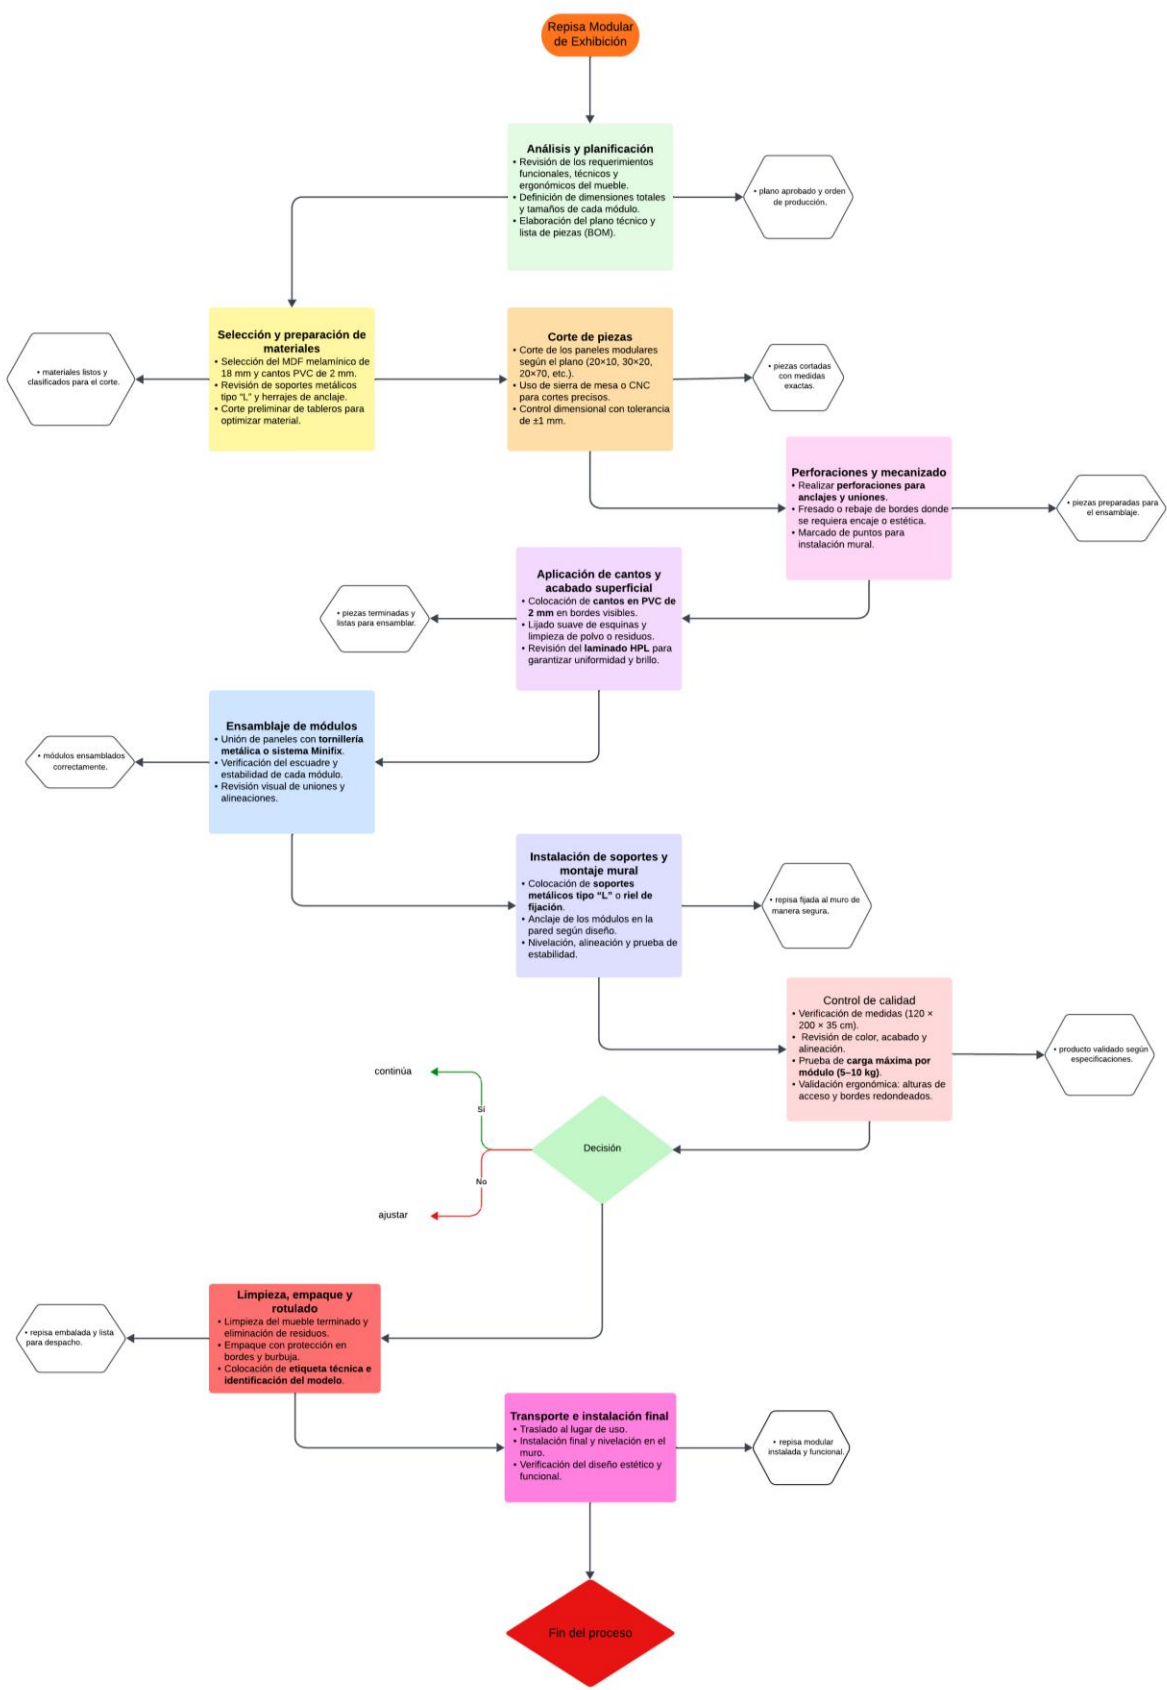 Repisa Modular
de Exhibición
Análisis y planificación
• Revisión de los requerimientos
funcionales, técnicos y
ergonómicos del mueble.
• Definición de dimensiones totales
y tamaños de cada módulo.
• Elaboración del plano técnico y
lista de piezas (BOM).
• plano aprobado y orden
de producción.
Selección y preparación de
materiales
• Selección del MDF melamínico de
18 mm y cantos PVC de 2 mm.
• Revisión de soportes metálicos
tipo "L" y herrajes de anclaje.
• Corte preliminar de tableros para
optimizar material.
• materiales listos y
clasificados para el corte.
Corte de piezas
• Corte de los paneles modulares
según el plano (20×10, 30×20,
20×70, etc.).
• Uso de sierra de mesa o CNC
para cortes precisos.
• Control dimensional con tolerancia
de ±1 mm.
• piezas cortadas
con medidas
exactas.
Perforaciones y mecanizado
• Realizar perforaciones para
anclajes y uniones.
• Fresado o rebaje de bordes donde
se requiera encaje o estética.
• Marcado de puntos para
instalación mural.
• piezas preparadas para
el ensamblaje.
Aplicación de cantos y
acabado superficial
• Colocación de cantos en PVC de
2 mm en bordes visibles.
• Lijado suave de esquinas y
limpieza de polvo o residuos.
• Revisión del laminado HPL para
garantizar uniformidad y brillo.
• piezas terminadas y
listas para ensamblar.
Ensamblaje de módulos
• Unión de paneles con tornillería
metálica o sistema Minifix.
• Verificación del escuadre y
estabilidad de cada módulo.
• Revisión visual de uniones y
alineaciones.
• módulos ensamblados
correctamente.
Instalación de soportes y
montaje mural
• Colocación de soportes
metálicos tipo "L" o riel de
fijación.
• Anclaje de los módulos en la
pared según diseño.
• Nivelación, alineación y prueba de
estabilidad.
• repisa fijada al muro de
manera segura.
Control de calidad
• Verificación de medidas (120 ×
200 × 35 cm).
• Revisión de color, acabado y
alineación.
• Prueba de carga máxima por
módulo (5–10 kg).
• Validación ergonómica: alturas de
acceso y bordes redondeados.
• producto validado según
especificaciones.
continúa
Sí
Decisión
No
ajustar
Limpieza, empaque y
rotulado
• Limpieza del mueble terminado y
eliminación de residuos.
• Empaque con protección en
bordes y burbuja.
• Colocación de etiqueta técnica e
identificación del modelo.
• repisa embalada y lista
para despacho.
Transporte e instalación final
• Traslado al lugar de uso.
• Instalación final y nivelación en el
muro.
• Verificación del diseño estético y
funcional.
• repisa modular
instalada y funcional.
Fin del proceso